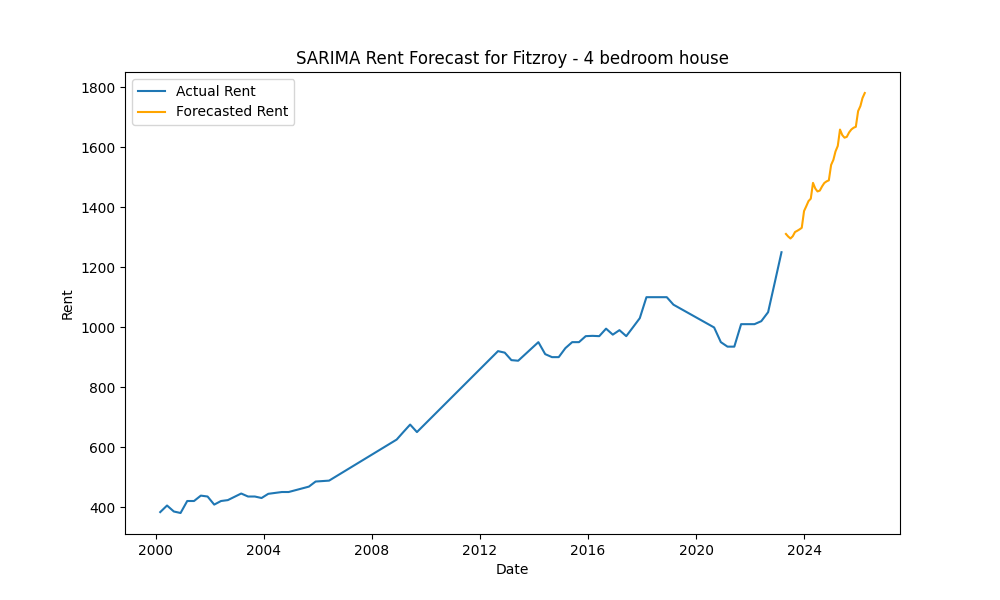 SARIMA Rent Forecast for Fitzroy - 4 bedroom house
Actual Rent
Forecasted Rent
1800
1600
1400
1200
1000
800
600
400
Rent
2000 2004 2008 2012 2016 2020 2024
Date